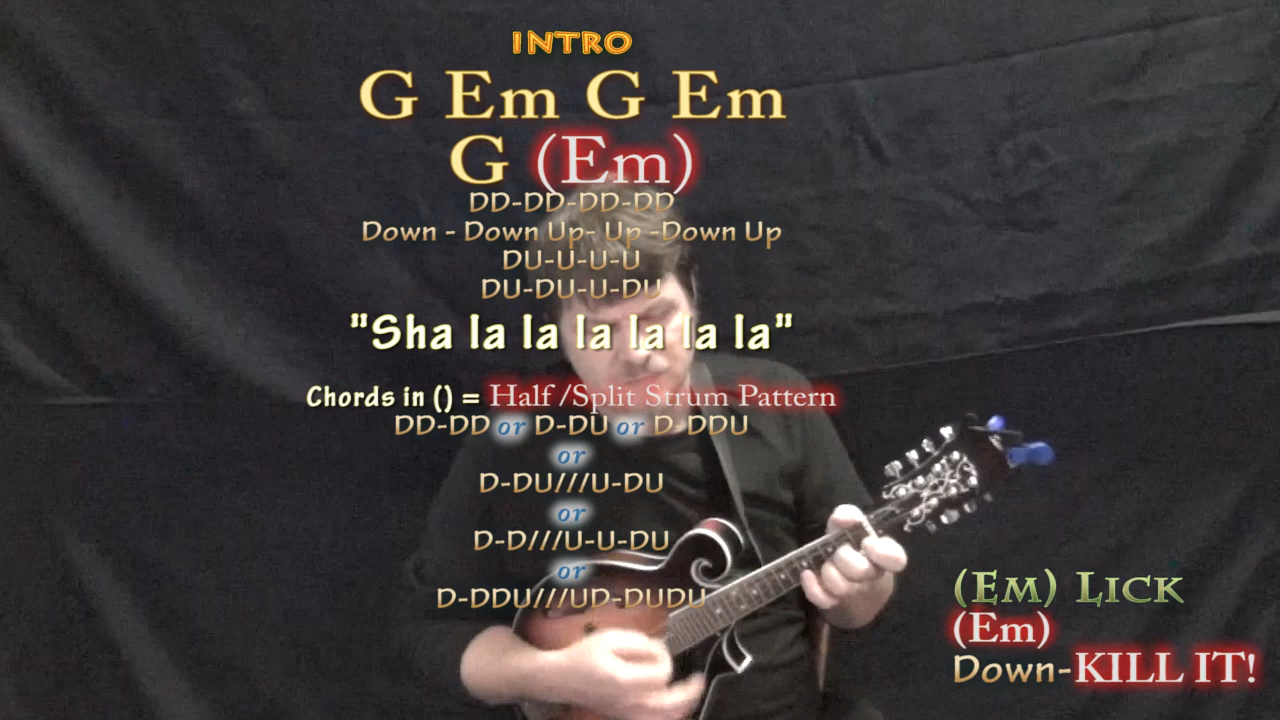 INTRO
G Em G Em
G (Em)
DD-DD-DD-DD
Down - Down Up- Up -Down Up
DU-U-U-U
DU-DU-U-DU
"Sha la la la la la la"
Chords in () = Half /Split Strum Pattern
DD-DD or D-DU or D-DDU
or
D-DU///U-DU
or
D-D///U-U-DU
or
D-DDU///UD-DUDU
(EM) LICK
(Em)
Down-KILL IT!